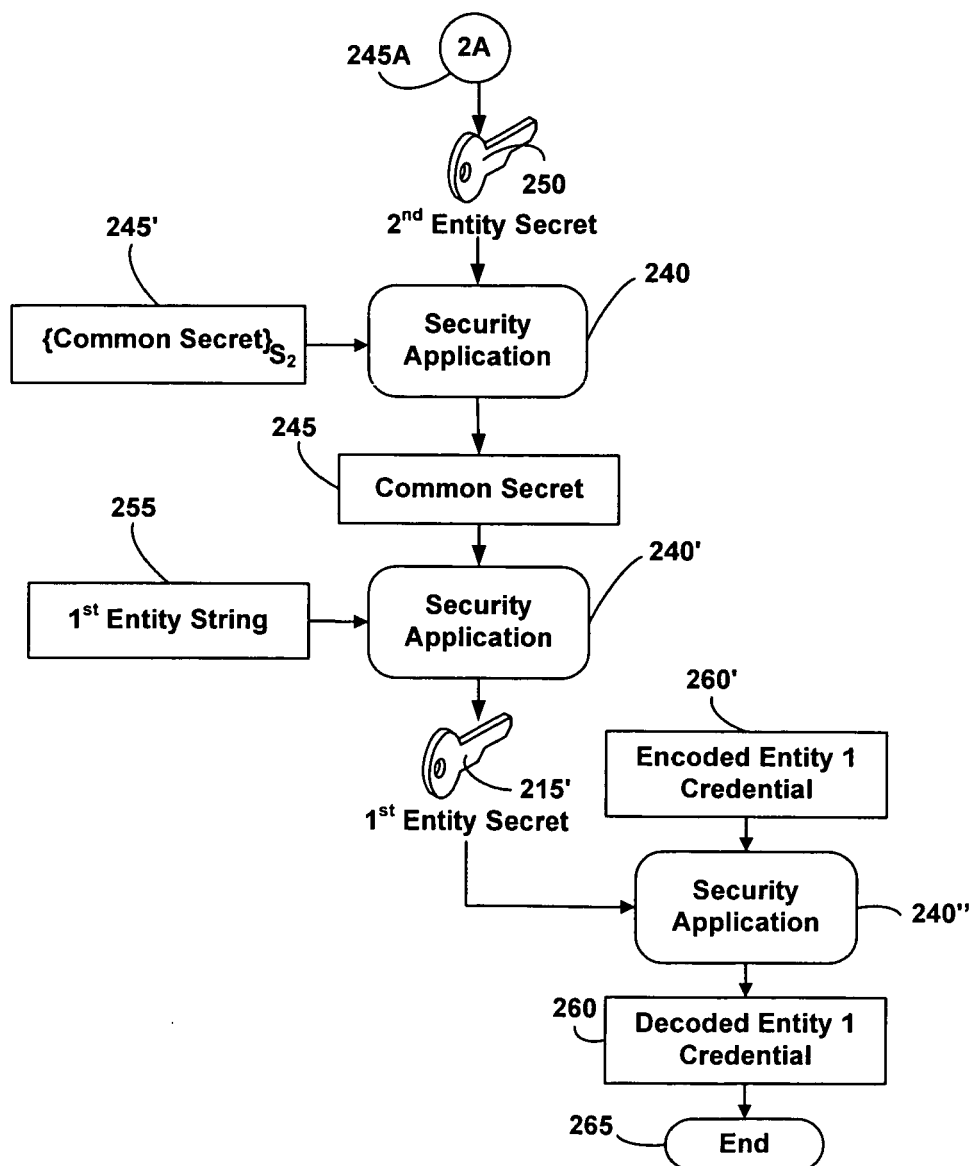 2A
245A
250
2nd Entity Secret
245'
240
{Common Secret}S2
Security
Application
245
Common Secret
255
240'
1st Entity String
Security
Application
260'
215'
1st Entity Secret
Encoded Entity 1
Credential
Security
Application
240"
260
Decoded Entity 1
Credential
265
End